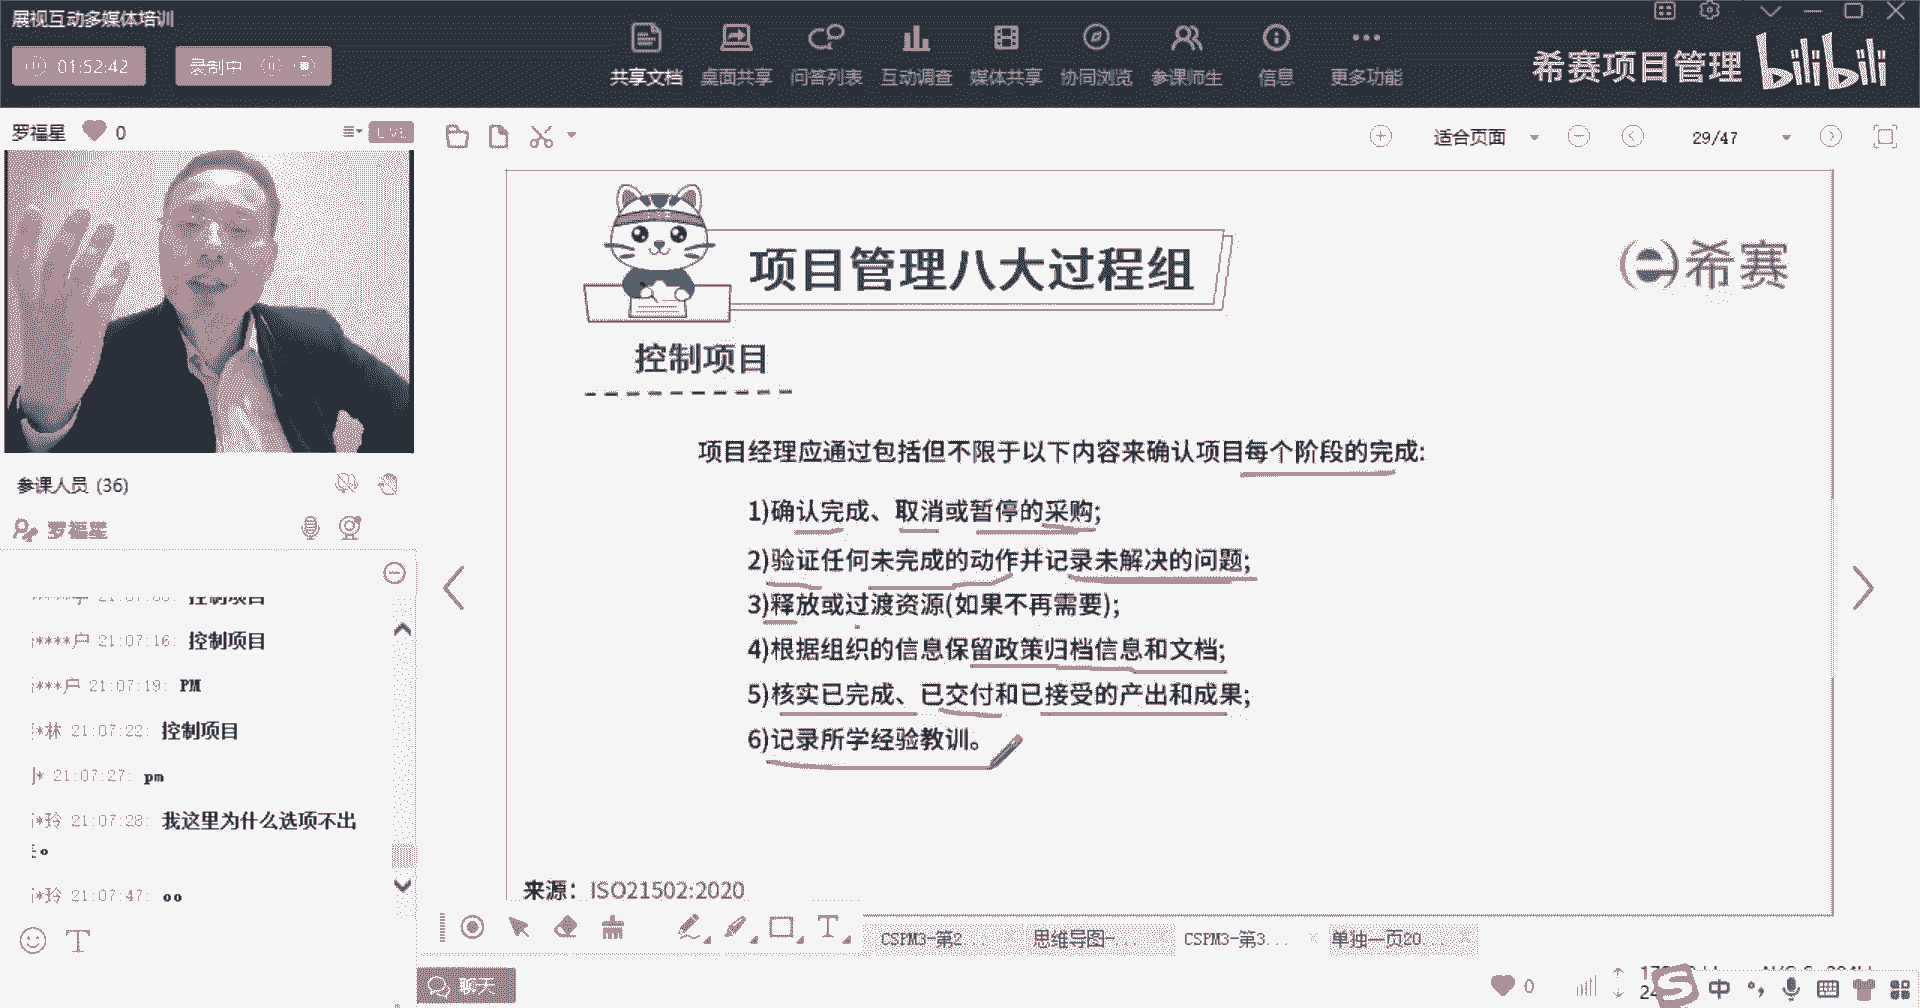 展视互动多媒体培训
01:52:42
录制中
共享文档 桌面共享 问答列表 互动调查 媒体共享 协同浏览 参课师生 信息 更多功能
希赛项目管理 bilibili
罗福星 0
LIVE
适合页面
29/47
项目管理八大过程组
希赛
控制项目
项目经理应通过包括但不限于以下内容来确认项目每个阶段的完成:
1)确认完成、取消或暂停的采购;
2)验证任何未完成的动作并记录未解决的问题;
3)释放或过渡资源(如果不再需要);
4)根据组织的信息保留政策归档信息和文档;
5)核实已完成、已交付和已接受的产出和成果;
6)记录所学经验教训。
来源：ISO21502:2020
参课人员 (36)
罗福星
控制项目
户 21:07:16: 控制项目
户 21:07:19: PM
*林 21:07:22: 控制项目
21:07:27: pm
*玲 21:07:28: 我这里为什么选项不出
*玲 21:07:47: oo
T
CSPM3-第2... 思维导图-... CSPM3-第3... 单独一页20...
聊天
0
中